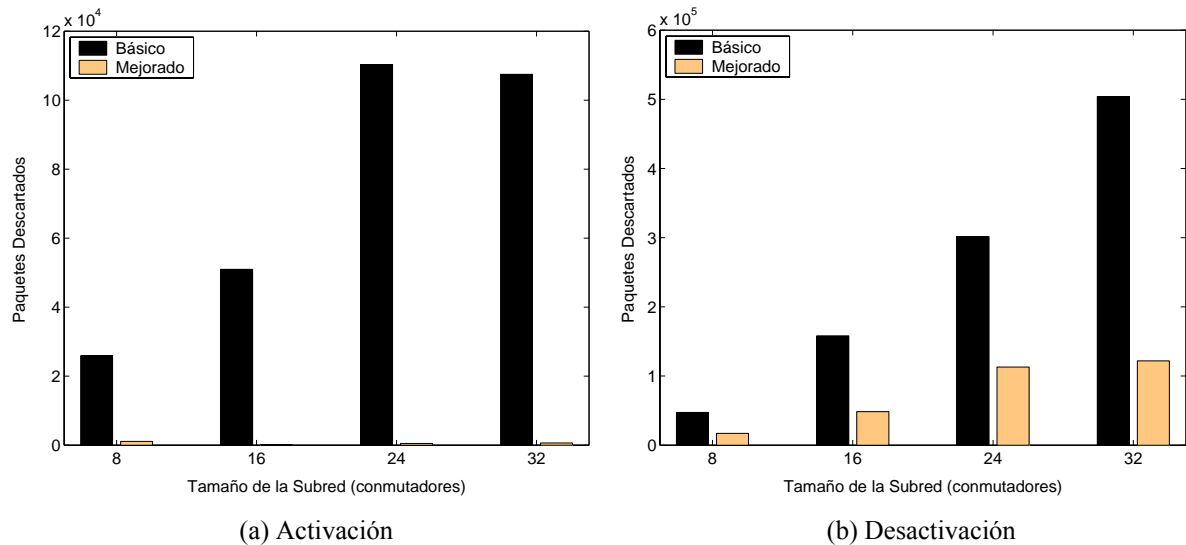 x 10^4
12
10
8
6
4
2
0
Paquetes Descartados
Básico
Mejorado
8 16 24 32
Tamaño de la Subred (conmutadores)
(a) Activación
x 10^5
6
5
4
3
2
1
0
Paquetes Descartados
Básico
Mejorado
8 16 24 32
Tamaño de la Subred (conmutadores)
(b) Desactivación